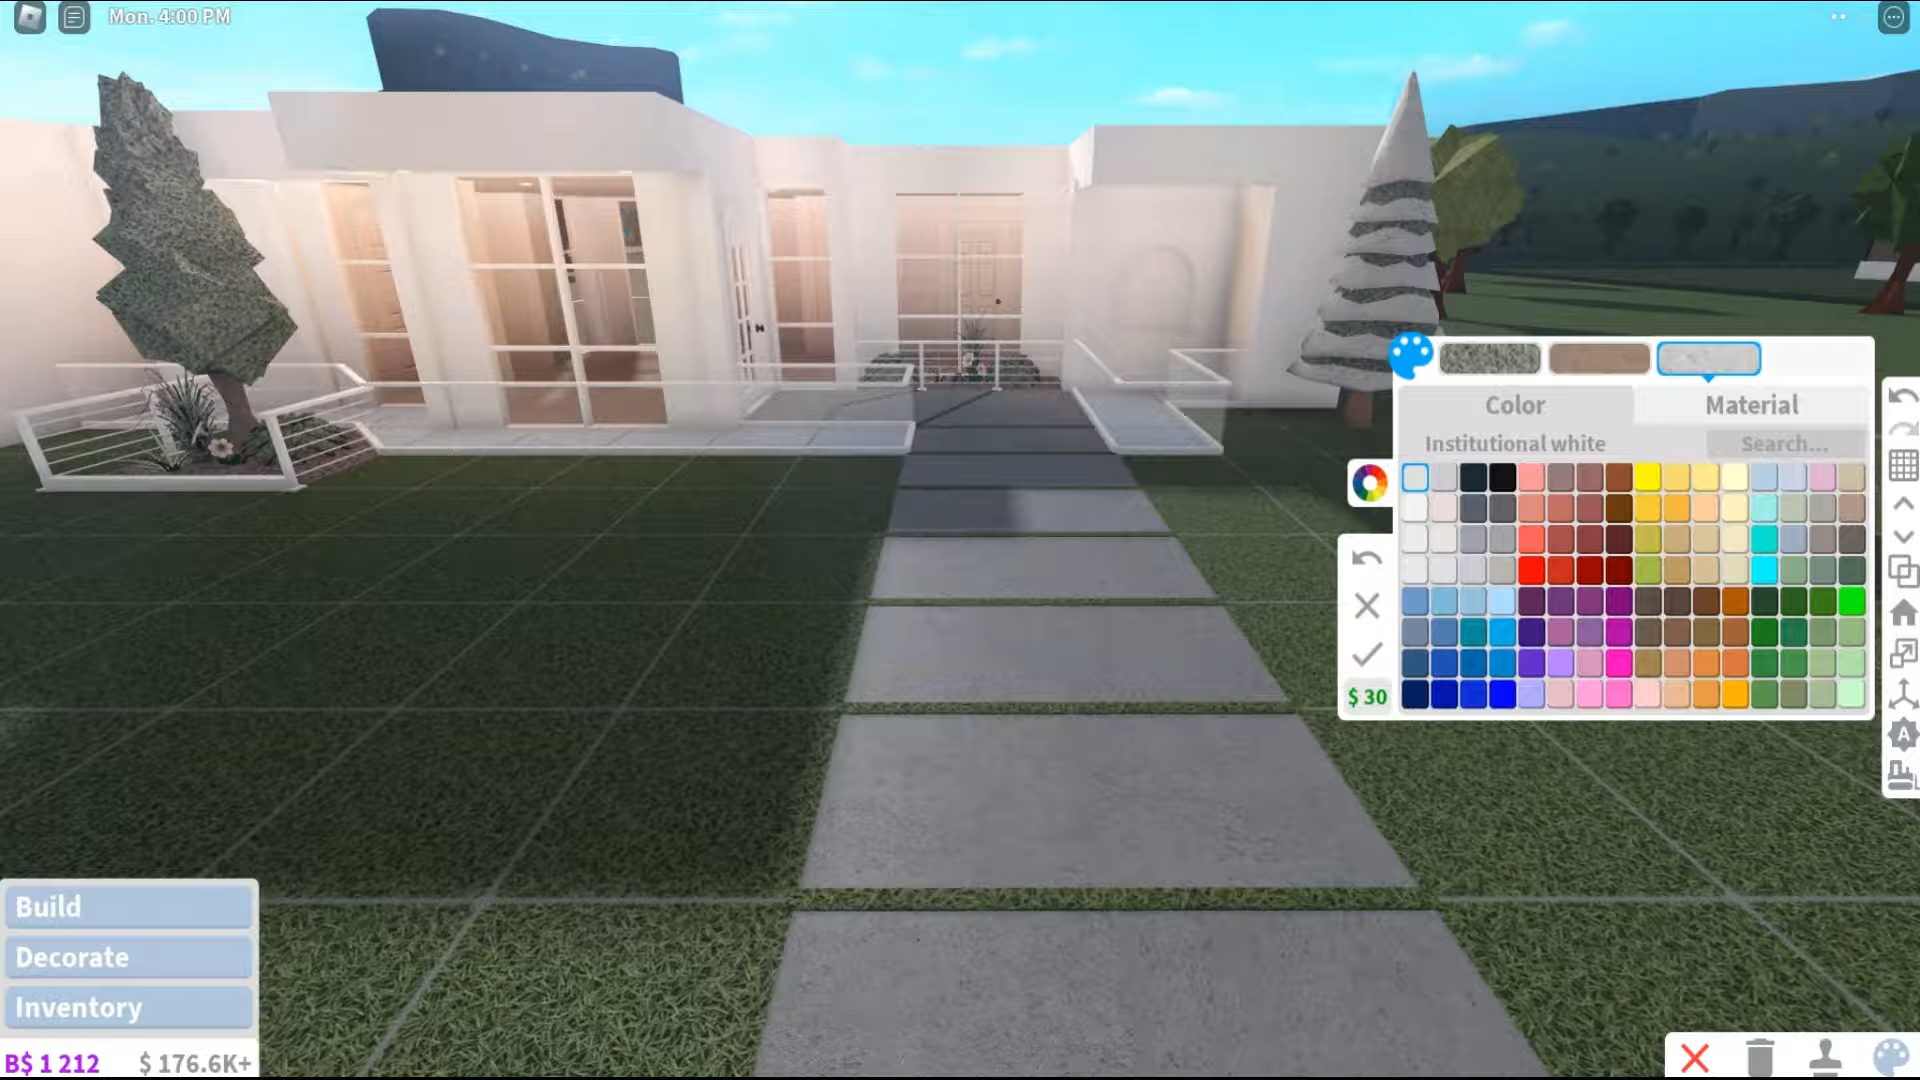 Mon. 4:00 PM
Color
Material
Institutional white
Search...
$ 30
A
Build
Decorate
Inventory
B$ 1 212
$ 176.6K+